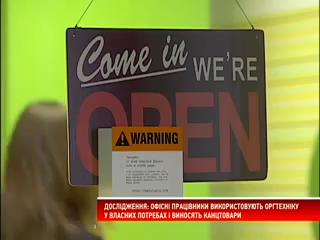 Come in
WE'RE
OPEN
WARNING
ДОСЛІДЖЕННЯ: ОФІСНІ ПРАЦІВНИКИ ВИКОРИСТОВУЮТЬ ОРГТЕХНІКУ
У ВЛАСНИХ ПОТРЕБАХ І ВИНОСЯТЬ КАНЦТОВАРИ